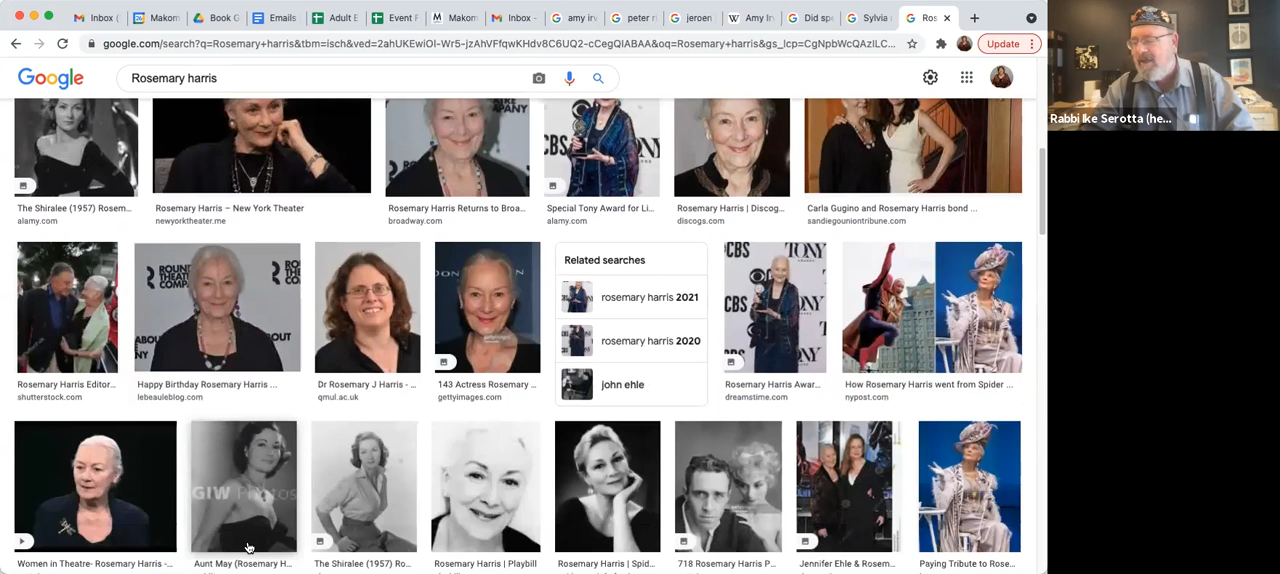 Inbox (
Makom
Book G
Emails
Adult E
Event F
Makom
Inbox -
amy irv
peter ri
jeroen
Amy Irv
Did spe
Sylvia
Ros
google.com/search?q=Rosemary+harris&tbm=isch&ved=2ahUKEwiOl-Wr5-jzAhVFfqwKHdv8C6UQ2-cCegQIABAA&oq=Rosemary+harris&gs_lcp=CgNpbWcQAzILC...
Update
Google
Rosemary harris
Rabbi Ike Serotta (he...
The Shiralee (1957) Rosem...
alamy.com
Rosemary Harris – New York Theater
newyorktheater.me
Rosemary Harris Returns to Broa...
broadway.com
Special Tony Award for Li...
alamy.com
Rosemary Harris | Discog...
discogs.com
Carla Gugino and Rosemary Harris bond ...
sandiegouniontribune.com
Related searches
rosemary harris 2021
rosemary harris 2020
john ehle
Rosemary Harris Editor...
shutterstock.com
Happy Birthday Rosemary Harris ...
lebeauleblog.com
Dr Rosemary J Harris - ...
qmul.ac.uk
143 Actress Rosemary ...
gettyimages.com
Rosemary Harris Awar...
dreamstime.com
How Rosemary Harris went from Spider ...
nypost.com
GIW Photos
Women in Theatre- Rosemary Harris -...
Aunt May (Rosemary H...
The Shiralee (1957) Ro...
Rosemary Harris | Playbill
Rosemary Harris | Spid...
718 Rosemary Harris P...
Jennifer Ehle & Rosem...
Paying Tribute to Rose...